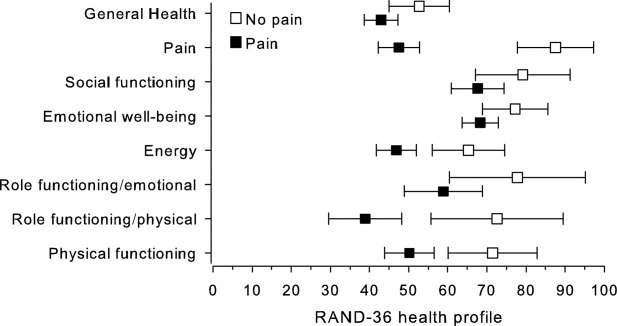 General Health
No pain
Pain
Pain
Social functioning
Emotional well-being
Energy
Role functioning/emotional
Role functioning/physical
Physical functioning
0 10 20 30 40 50 60 70 80 90 100
RAND-36 health profile